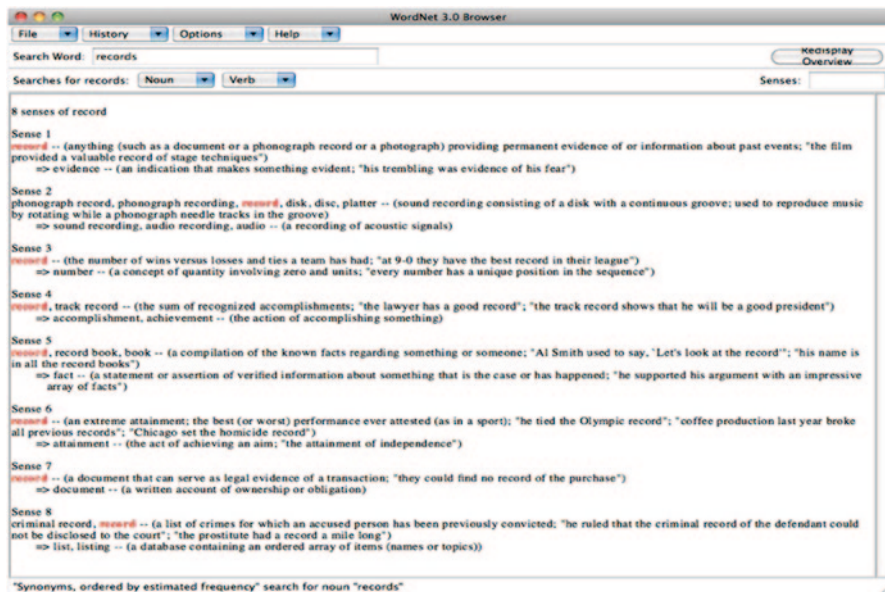 WordNet 3.0 Browser
File History Options Help
Search Word: records
Redisplay
Overview
Searches for records: Noun Verb Senses:
8 senses of record
Sense 1
record -- (anything (such as a document or a phonograph record or a photograph) providing permanent evidence of or information about past events; "the film
provided a valuable record of stage techniques")
=> evidence -- (an indication that makes something evident; "his trembling was evidence of his fear")
Sense 2
phonograph record, phonograph recording, record, disk, disc, platter -- (sound recording consisting of a disk with a continuous groove; used to reproduce music
by rotating while a phonograph needle tracks in the groove)
=> sound recording, audio recording, audio -- (a recording of acoustic signals)
Sense 3
record -- (the number of wins versus losses and ties a team has had; "at 9-0 they have the best record in their league")
=> number -- (a concept of quantity involving zero and units; "every number has a unique position in the sequence")
Sense 4
record, track record -- (the sum of recognized accomplishments; "the lawyer has a good record"; "the track record shows that he will be a good president")
=> accomplishment, achievement -- (the action of accomplishing something)
Sense 5
record, record book, book -- (a compilation of the known facts regarding something or someone; "Al Smith used to say, `Let's look at the record'"; "his name is
in all the record books")
=> fact -- (a statement or assertion of verified information about something that is the case or has happened; "he supported his argument with an impressive
array of facts")
Sense 6
record -- (an extreme attainment; the best (or worst) performance ever attested (as in a sport); "he tied the Olympic record"; "coffee production last year broke
all previous records"; "Chicago set the homicide record")
=> attainment -- (the act of achieving an aim; "the attainment of independence")
Sense 7
record -- (a document that can serve as legal evidence of a transaction; "they could find no record of the purchase")
=> document -- (a written account of ownership or obligation)
Sense 8
criminal record, record -- (a list of crimes for which an accused person has been previously convicted; "he ruled that the criminal record of the defendant could
not be disclosed to the court"; "the prostitute had a record a mile long")
=> list, listing -- (a database containing an ordered array of items (names or topics))
"Synonyms, ordered by estimated frequency" search for noun "records"